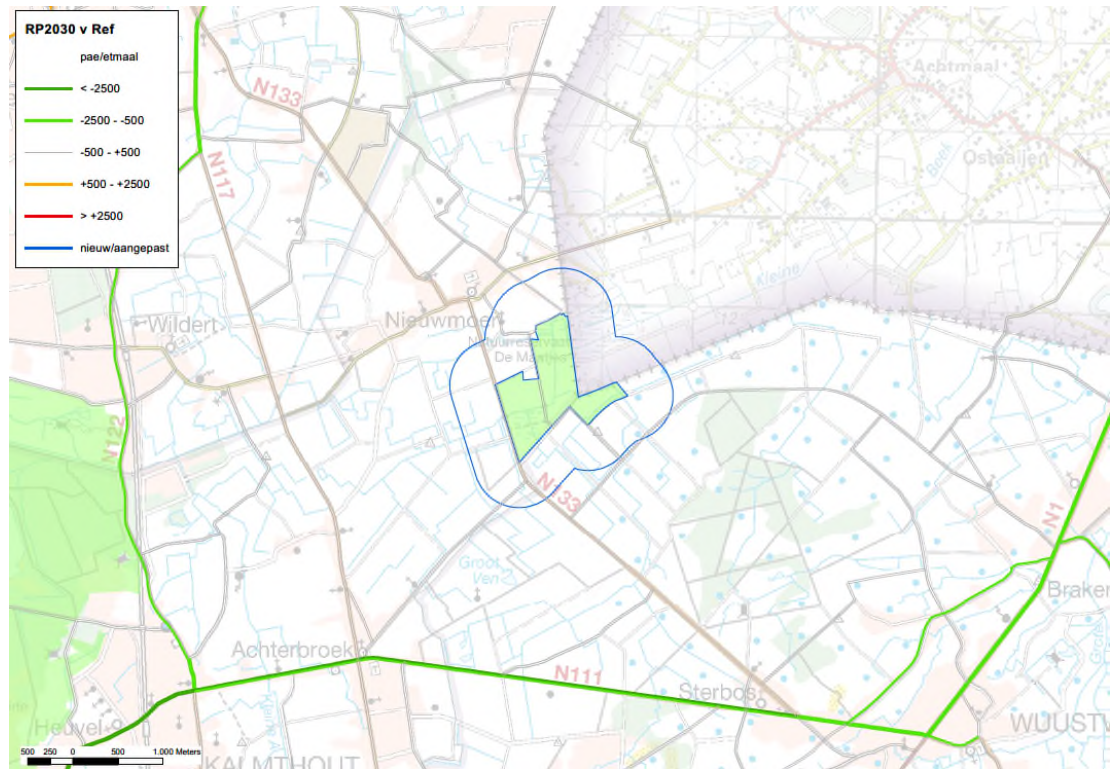 RP2030 v Ref
pae/etmaal
< -2500
-2500 - -500
-500 - +500
+500 - +2500
> +2500
nieuw/aangepast
N133
N117
Achtmaal
Ostaaijen
Beek
Kleine
12
Wildert
Nieuwmoer
De Maatjes
N122
N133
N1
Groot
Ven
Braken
Achterbroek
N111
Sterbos
Heuvel
WUUSTW
KALMTHOUT
500 250 0 500 1.000 Meters